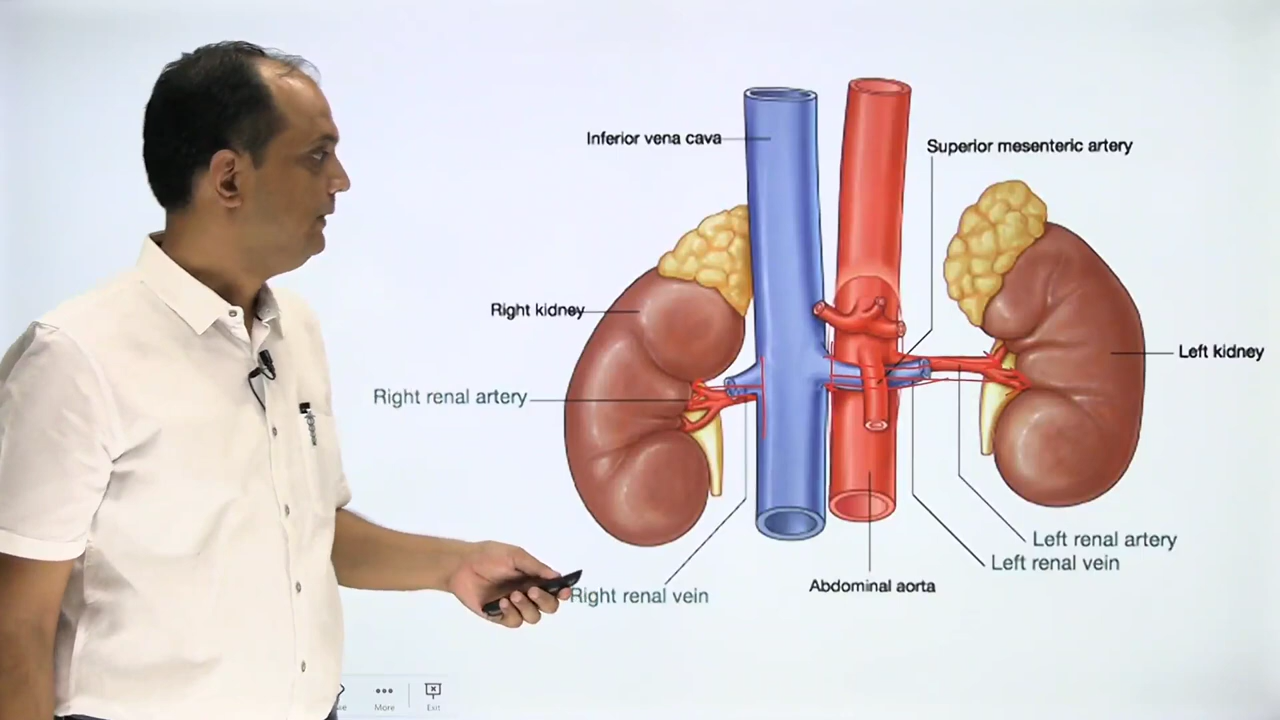 Inferior vena cava
Superior mesenteric artery
Right kidney
Left kidney
Right renal artery
Left renal artery
Left renal vein
Abdominal aorta
Right renal vein
More
Exit